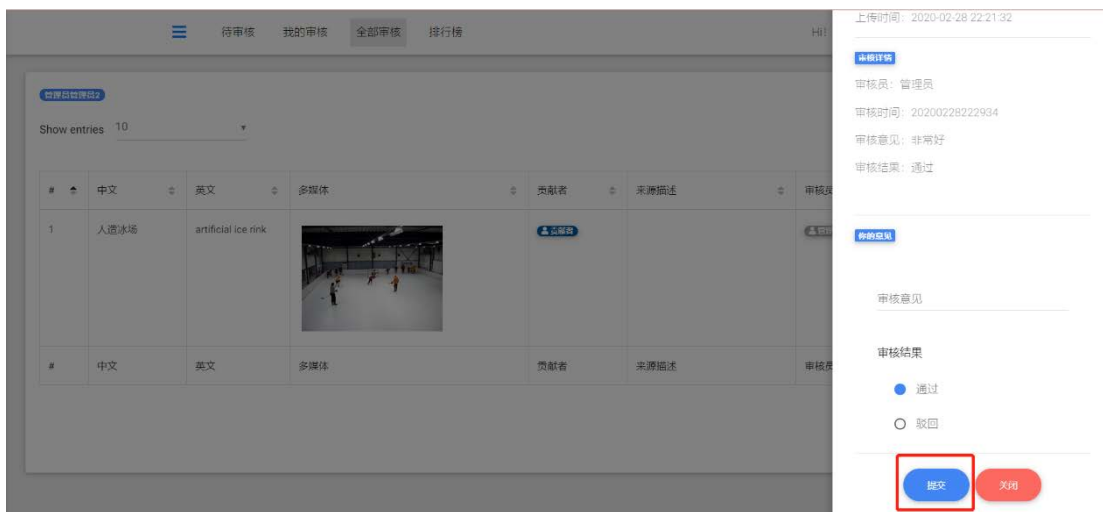 待审核 我的审核 全部审核 排行榜 Hi!
管理员管理员2
Show entries 10
# 中文 英文 多媒体 贡献者 来源描述 审核员
1 人造冰场 artificial ice rink 贡献者
# 中文 英文 多媒体 贡献者 来源描述 审核员
上传时间：2020-02-28 22:21:32
审核详情
审核员：管理员
审核时间：20200228222934
审核意见：非常好
审核结果：通过
你的意见
审核意见
审核结果
通过
驳回
提交 关闭